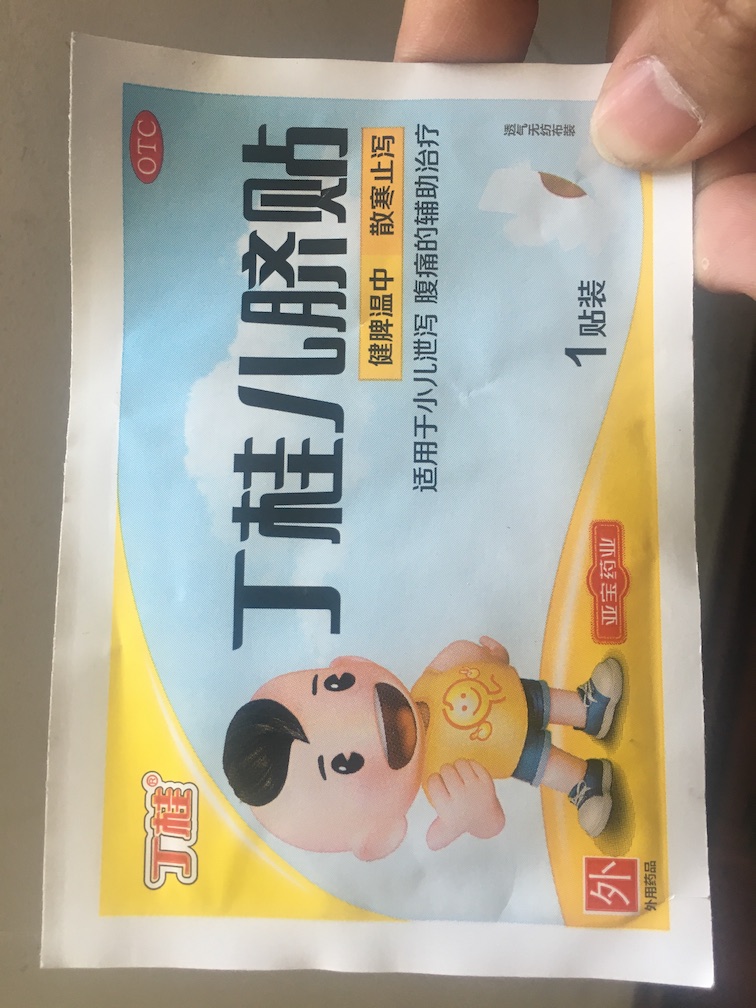 丁桂®
OTC
丁桂儿脐贴
健脾温中 散寒止泻
适用于小儿泄泻 腹痛的辅助治疗
1贴装
透气无纺布装
亚宝药业
外
外用药品